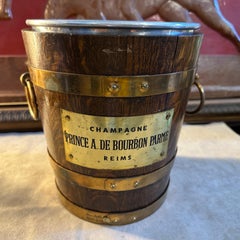 CHAMPAGNE
PRINCE A. DE BOURBON PARME
REIMS